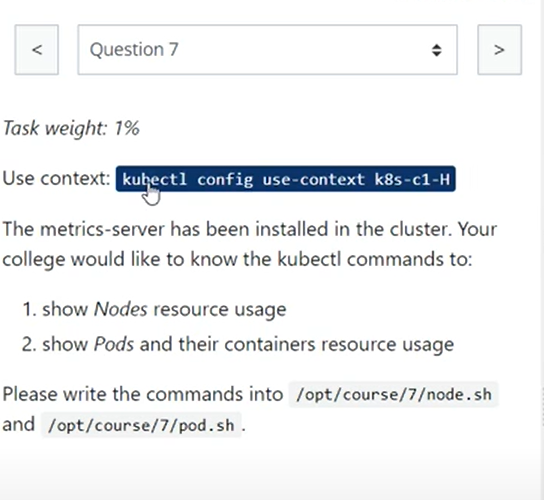 <
Question 7
>
Task weight: 1%
Use context: kubectl config use-context k8s-c1-H
The metrics-server has been installed in the cluster. Your
college would like to know the kubectl commands to:
1. show Nodes resource usage
2. show Pods and their containers resource usage
Please write the commands into /opt/course/7/node.sh
and /opt/course/7/pod.sh .